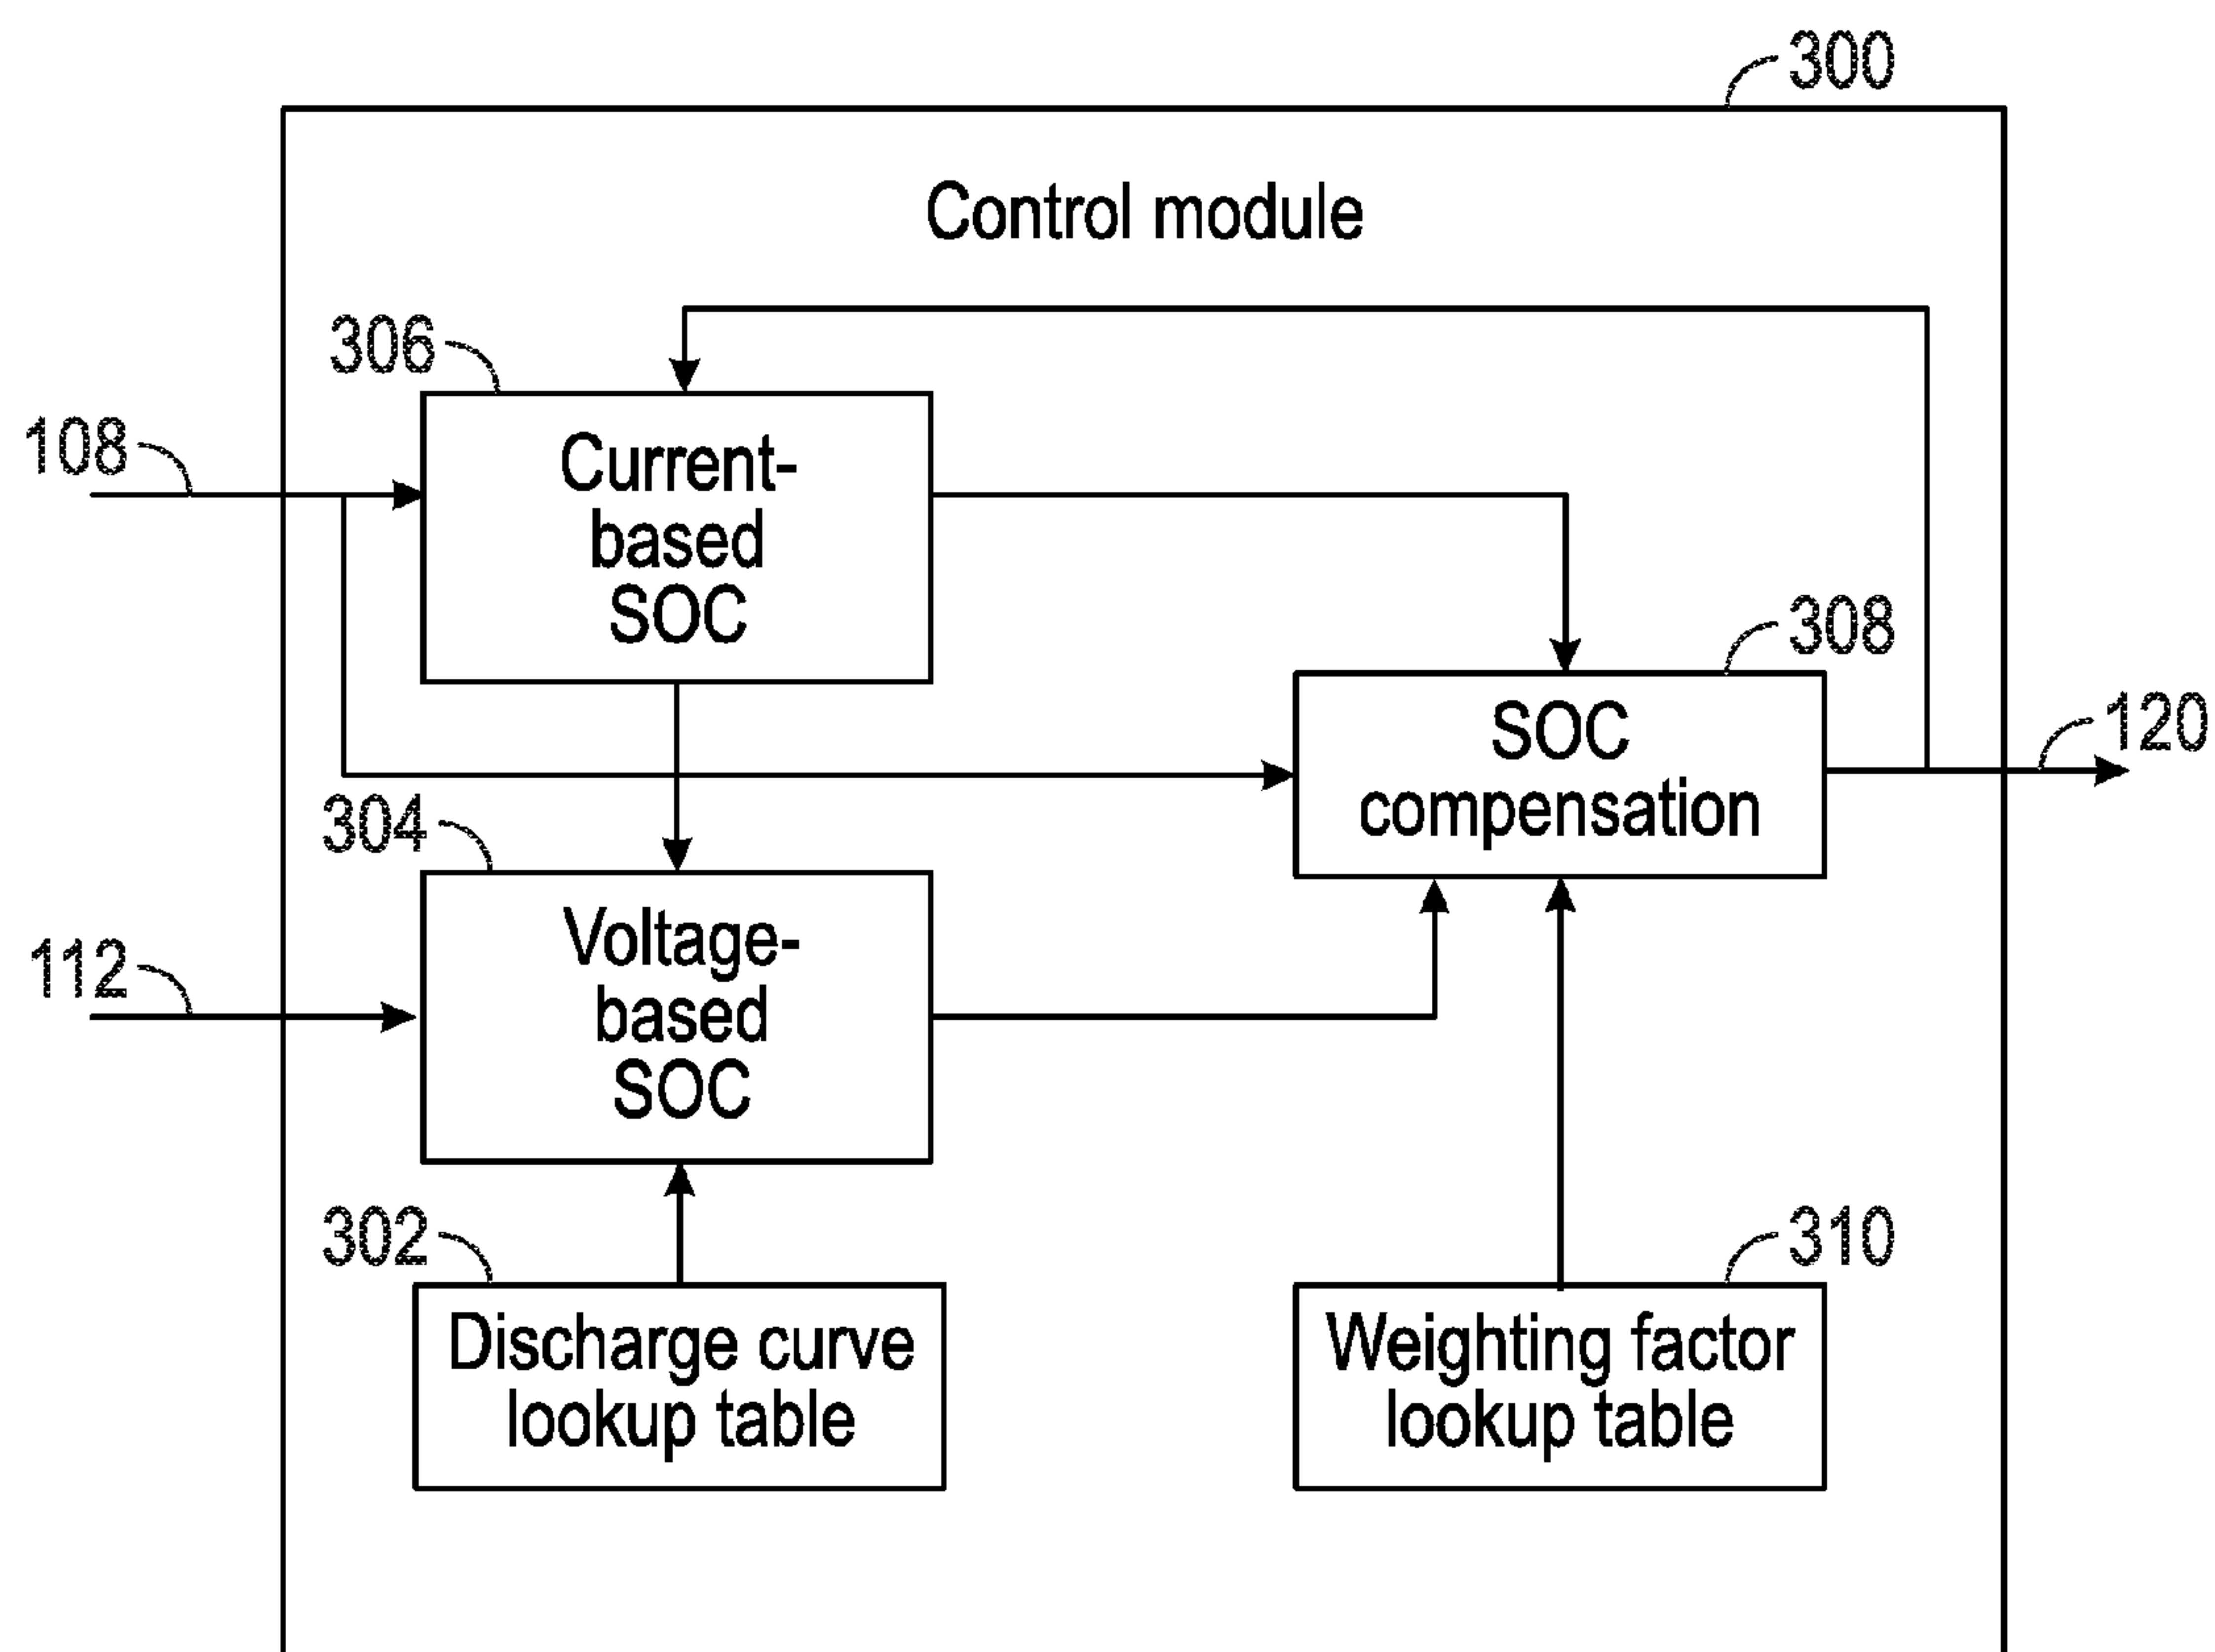 300
Control module
306
108
Current-
based
SOC
308
SOC
compensation
120
304
112
Voltage-
based
SOC
302
310
Discharge curve
lookup table
Weighting factor
lookup table